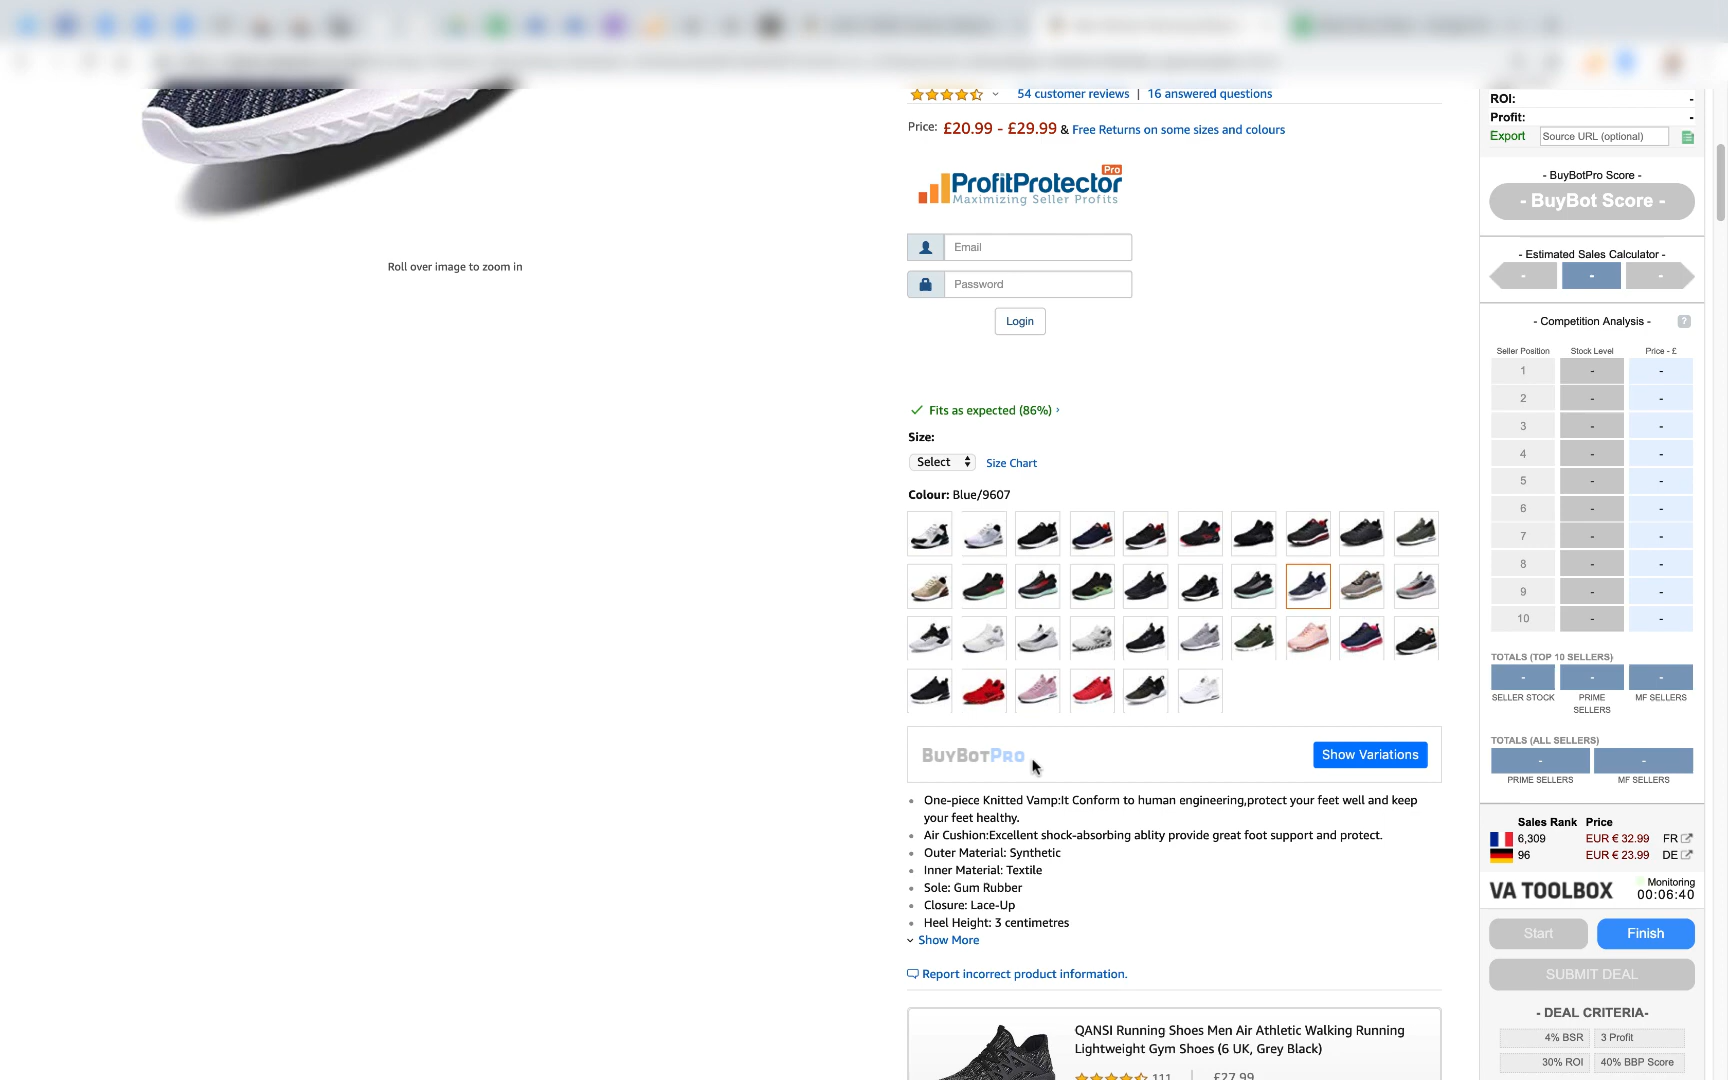 54 customer reviews | 16 answered questions
Price: £20.99 - £29.99 & Free Returns on some sizes and colours
ProfitProtector Pro
Maximizing Seller Profits
Email
Password
Login
Roll over image to zoom in
Fits as expected (86%)
Size:
Select Size Chart
Colour: Blue/9607
BUYBOTPRO Show Variations
One-piece Knitted Vamp:It Conform to human engineering,protect your feet well and keep
your feet healthy.
Air Cushion:Excellent shock-absorbing ablity provide great foot support and protect.
Outer Material: Synthetic
Inner Material: Textile
Sole: Gum Rubber
Closure: Lace-Up
Heel Height: 3 centimetres
Show More
Report incorrect product information.
QANSI Running Shoes Men Air Athletic Walking Running
Lightweight Gym Shoes (6 UK, Grey Black)
111 | £27.99
ROI: -
Profit: -
Export Source URL (optional)
- BuyBotPro Score -
- BuyBot Score -
- Estimated Sales Calculator -
- - -
- Competition Analysis - ?
Seller Position Stock Level Price - £
1 - -
2 - -
3 - -
4 - -
5 - -
6 - -
7 - -
8 - -
9 - -
10 - -
TOTALS (TOP 10 SELLERS)
- - -
SELLER STOCK PRIME SELLERS MF SELLERS
TOTALS (ALL SELLERS)
- -
PRIME SELLERS MF SELLERS
Sales Rank Price
6,309 EUR € 32.99 FR
96 EUR € 23.99 DE
VA TOOLBOX Monitoring
00:06:40
Start Finish
SUBMIT DEAL
- DEAL CRITERIA-
4% BSR 3 Profit
30% ROI 40% BBP Score